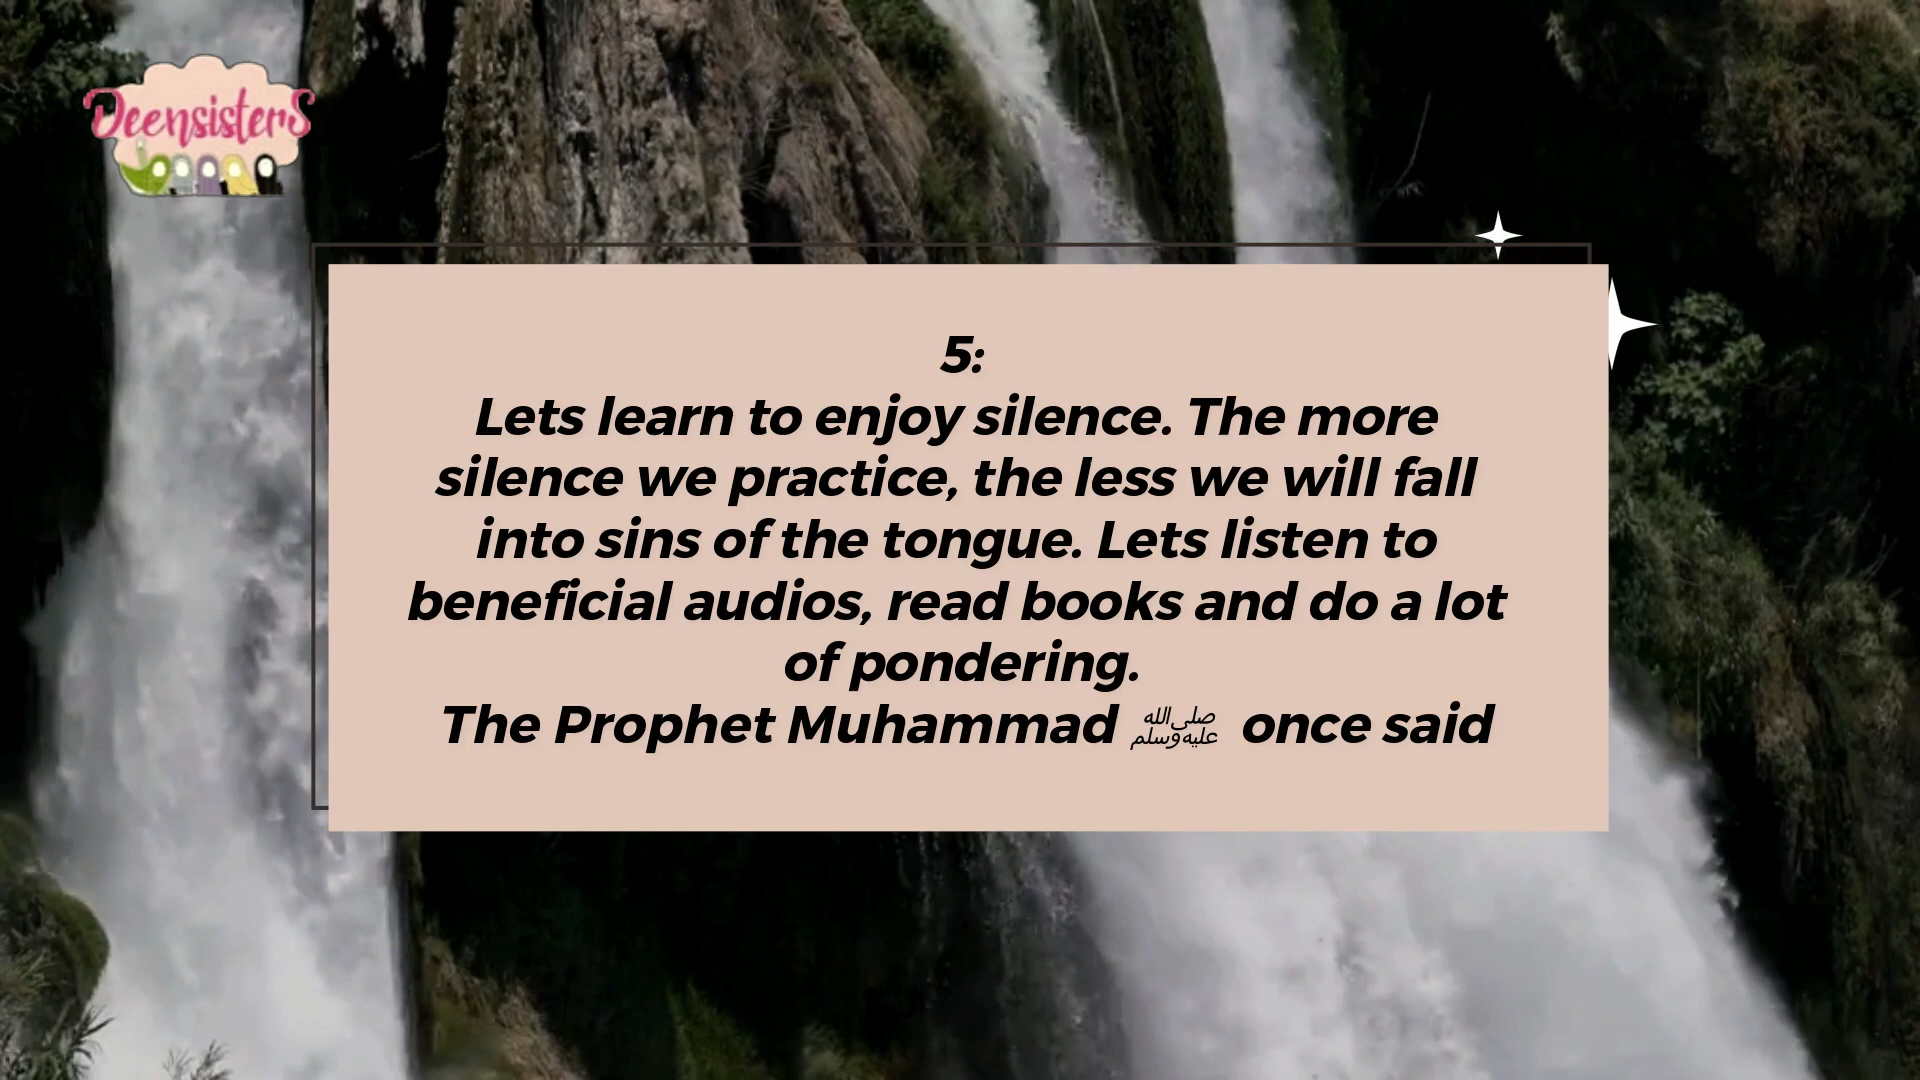 DeensisterS
5:
Lets learn to enjoy silence. The more
silence we practice, the less we will fall
into sins of the tongue. Lets listen to
beneficial audios, read books and do a lot
of pondering.
The Prophet Muhammad ﷺ once said